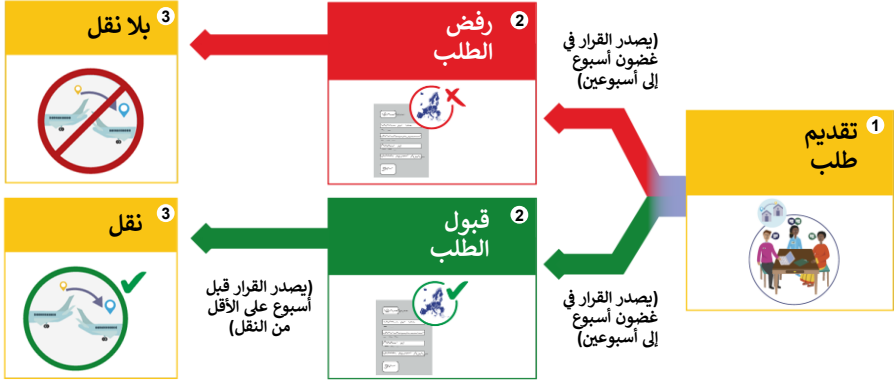 1 تقديم
طلب
(يصدر القرار في
غضون أسبوع
إلى أسبوعين)
2 رفض
الطلب
3 بلا نقل
(يصدر القرار في
غضون أسبوع
إلى أسبوعين)
2 قبول
الطلب
(يصدر القرار قبل
أسبوع على الأقل
من النقل)
3 نقل